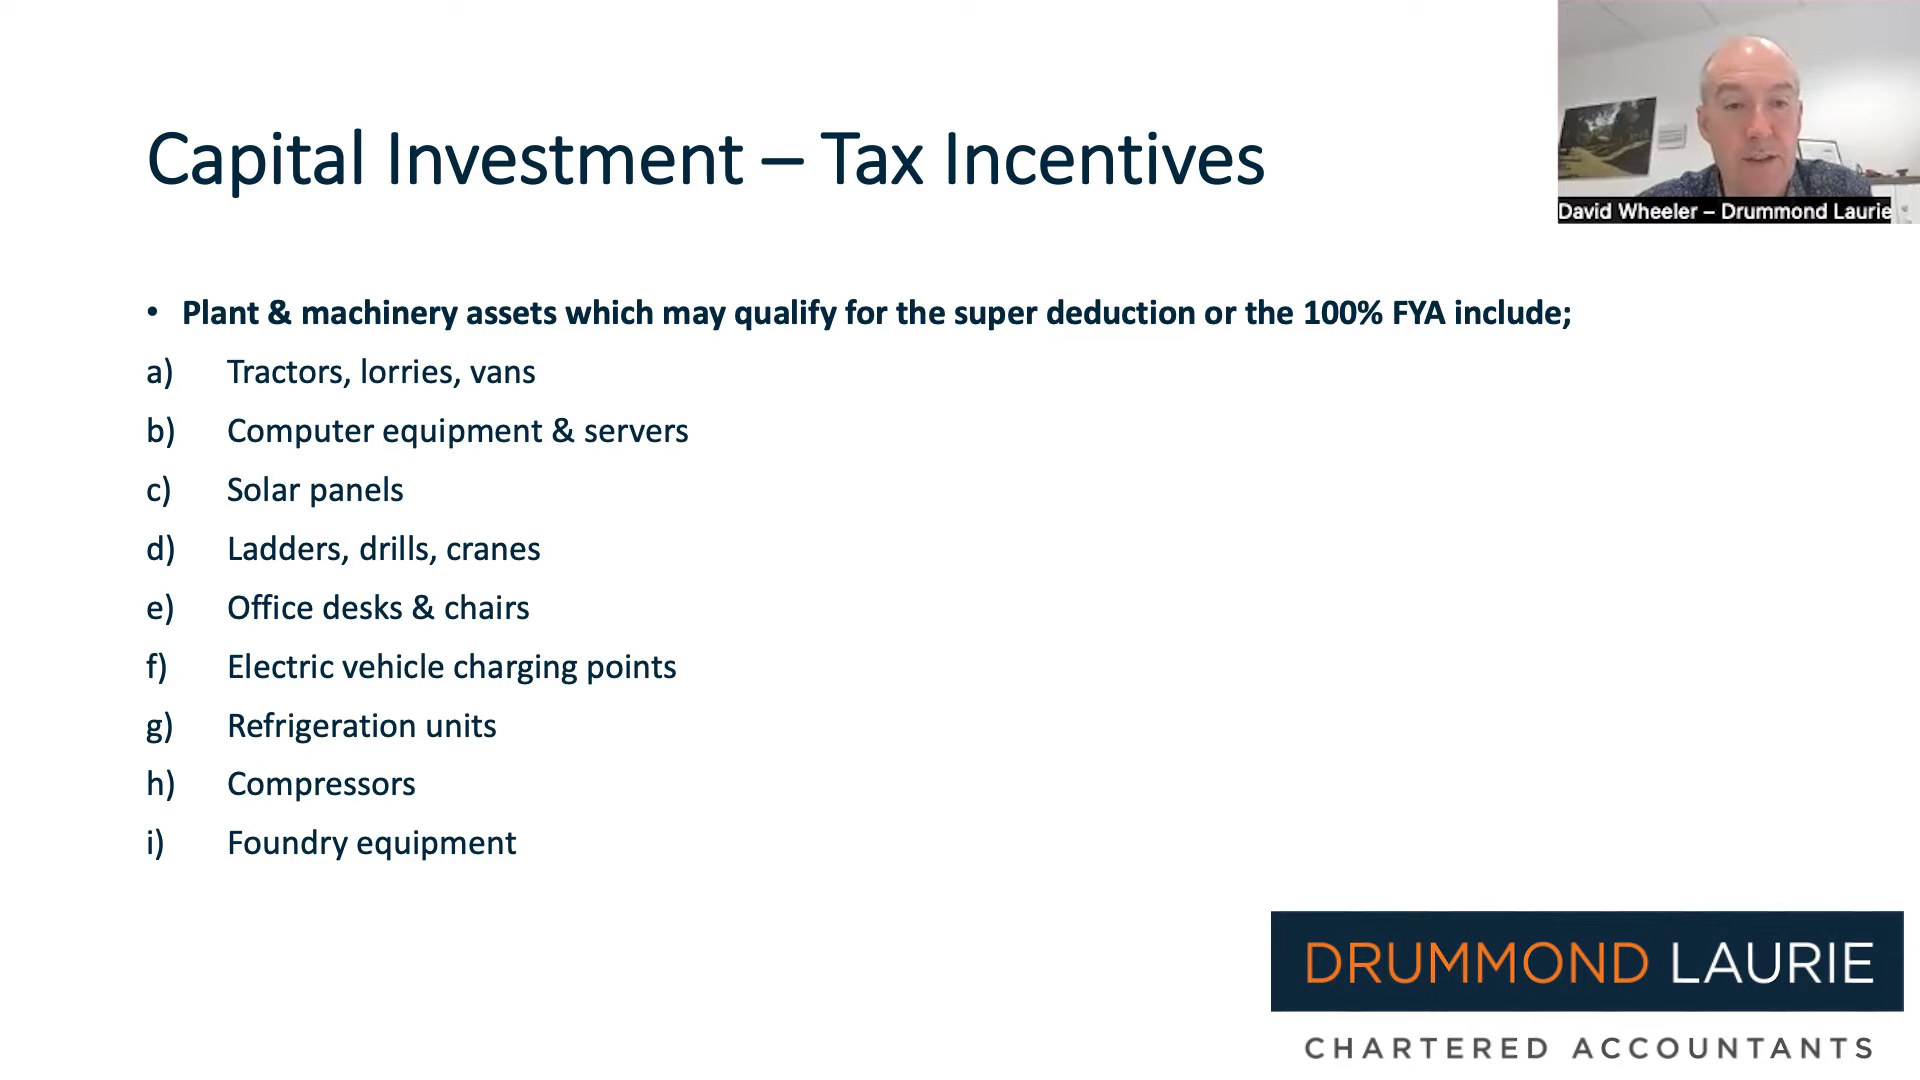 Capital Investment – Tax Incentives
David Wheeler – Drummond Laurie
• Plant & machinery assets which may qualify for the super deduction or the 100% FYA include;
a) Tractors, lorries, vans
b) Computer equipment & servers
c) Solar panels
d) Ladders, drills, cranes
e) Office desks & chairs
f) Electric vehicle charging points
g) Refrigeration units
h) Compressors
i) Foundry equipment
DRUMMOND LAURIE
CHARTERED ACCOUNTANTS